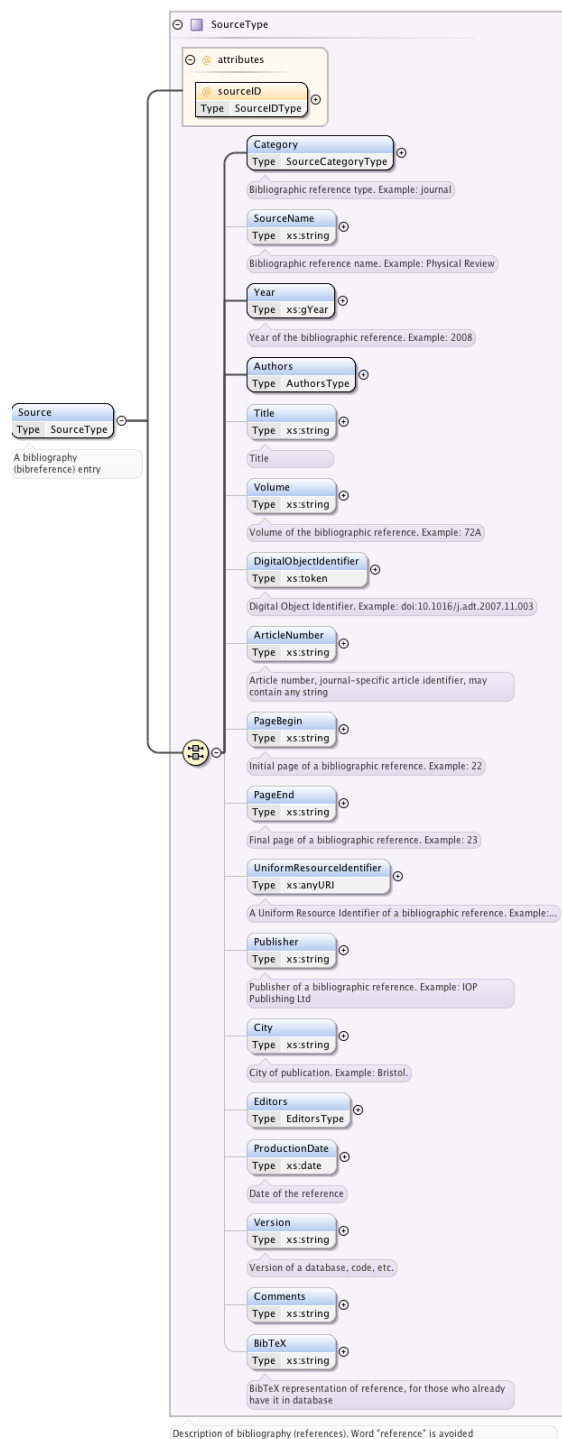 SourceType
@ attributes
@ sourceID
Type SourceIDType
Category
Type SourceCategoryType
Bibliographic reference type. Example: journal
SourceName
Type xs:string
Bibliographic reference name. Example: Physical Review
Year
Type xs:gYear
Year of the bibliographic reference. Example: 2008
Authors
Type AuthorsType
Source
Type SourceType
A bibliography
(bibreference) entry
Title
Type xs:string
Title
Volume
Type xs:string
Volume of the bibliographic reference. Example: 72A
DigitalObjectIdentifier
Type xs:token
Digital Object Identifier. Example: doi:10.1016/j.adt.2007.11.003
ArticleNumber
Type xs:string
Article number, journal-specific article identifier, may
contain any string
PageBegin
Type xs:string
Initial page of a bibliographic reference. Example: 22
PageEnd
Type xs:string
Final page of a bibliographic reference. Example: 23
UniformResourceIdentifier
Type xs:anyURI
A Uniform Resource Identifier of a bibliographic reference. Example:...
Publisher
Type xs:string
Publisher of a bibliographic reference. Example: IOP
Publishing Ltd
City
Type xs:string
City of publication. Example: Bristol.
Editors
Type EditorsType
ProductionDate
Type xs:date
Date of the reference
Version
Type xs:string
Version of a database, code, etc.
Comments
Type xs:string
BibTeX
Type xs:string
BibTeX representation of reference, for those who already
have it in database
Description of bibliography (references). Word "reference" is avoided